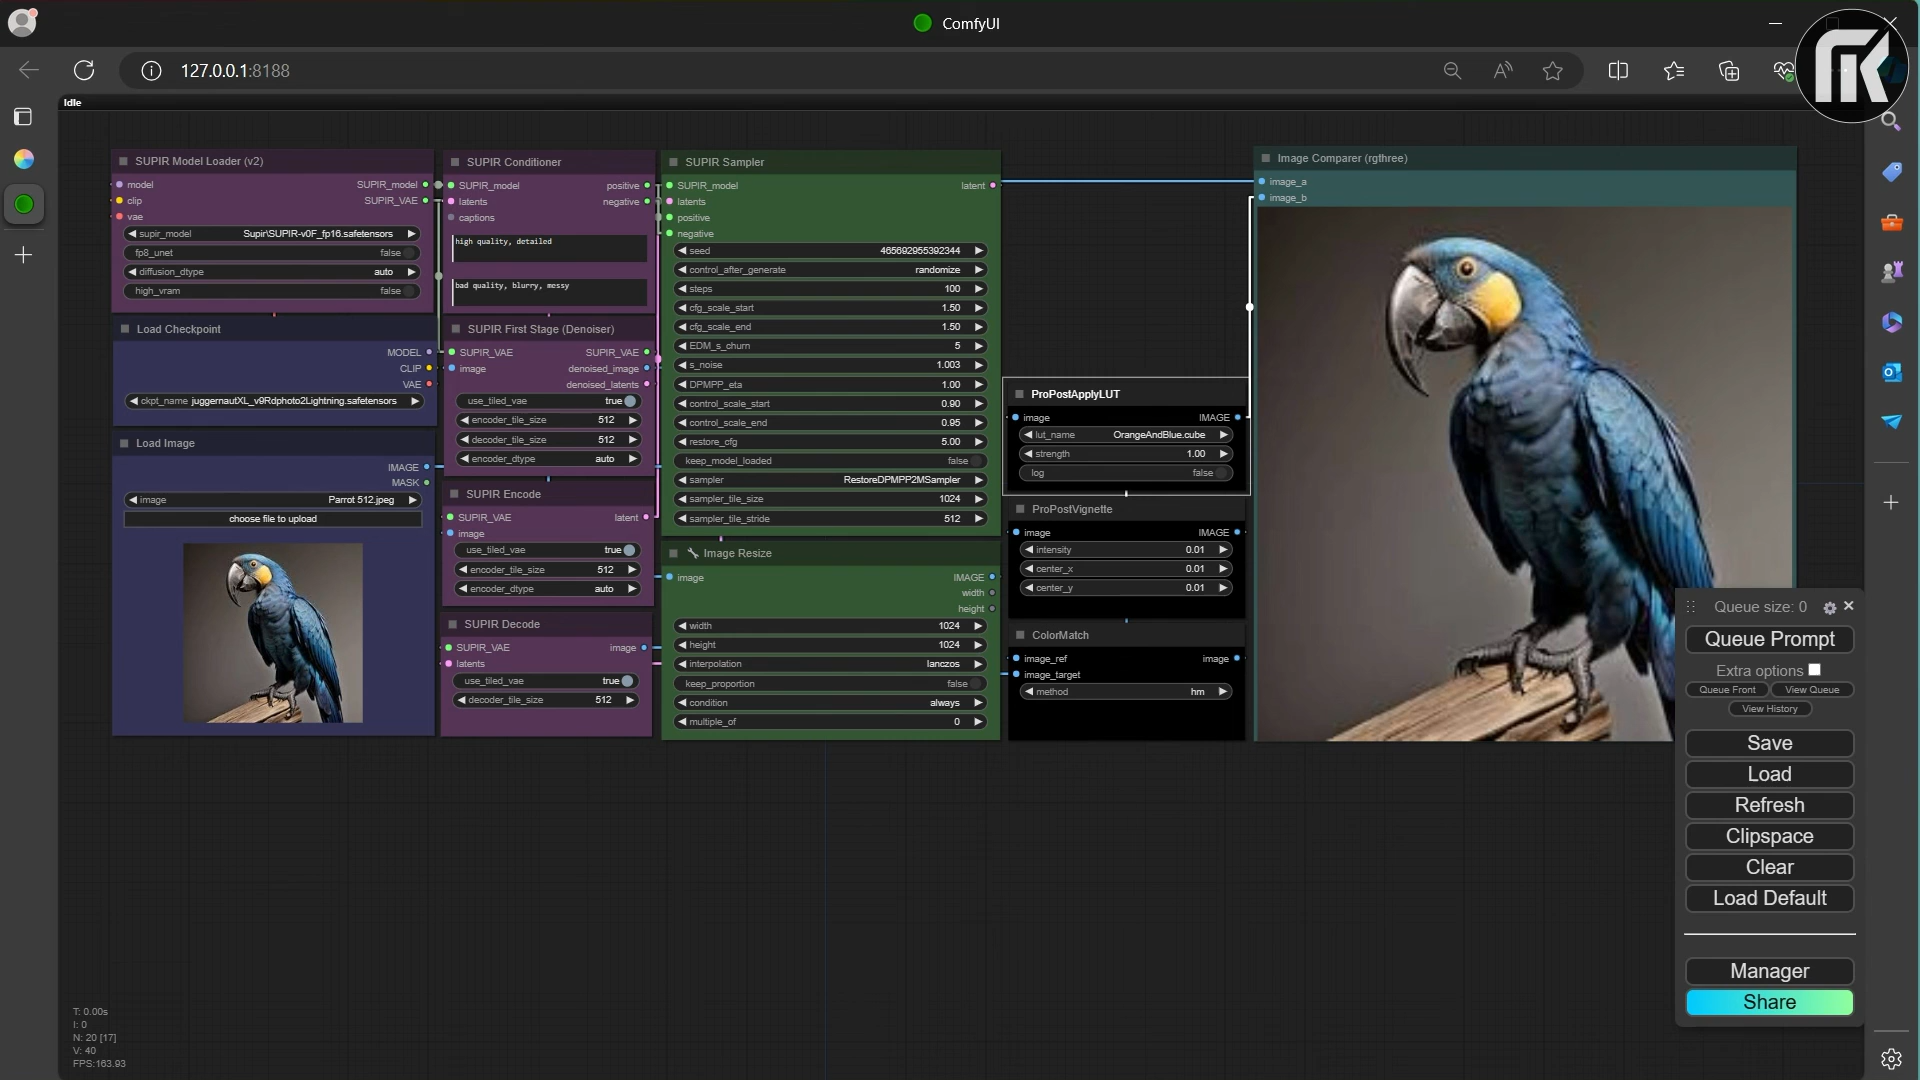 ComfyUI
127.0.0.1:8188
Idle
SUPIR Model Loader (v2)
model SUPIR_model
clip SUPIR_VAE
vae
supir_model Supir\SUPIR-v0F_fp16.safetensors
fp8_unet false
diffusion_dtype auto
high_vram false
Load Checkpoint
MODEL
CLIP
VAE
ckpt_name juggernautXL_v9Rdphoto2Lightning.safetensors
Load Image
IMAGE
MASK
image Parrot 512.jpeg
choose file to upload
SUPIR Conditioner
SUPIR_model positive
latents negative
captions
high quality, detailed
bad quality, blurry, messy
SUPIR First Stage (Denoiser)
SUPIR_VAE SUPIR_VAE
image denoised_image
denoised_latents
use_tiled_vae true
encoder_tile_size 512
decoder_tile_size 512
encoder_dtype auto
SUPIR Encode
SUPIR_VAE latent
image
use_tiled_vae true
encoder_tile_size 512
encoder_dtype auto
SUPIR Decode
SUPIR_VAE image
latents
use_tiled_vae true
decoder_tile_size 512
SUPIR Sampler
SUPIR_model latent
latents
positive
negative
seed 465692955392344
control_after_generate randomize
steps 100
cfg_scale_start 1.50
cfg_scale_end 1.50
EDM_s_churn 5
s_noise 1.003
DPMPP_eta 1.00
control_scale_start 0.90
control_scale_end 0.95
restore_cfg 5.00
keep_model_loaded false
sampler RestoreDPMPP2MSampler
sampler_tile_size 1024
sampler_tile_stride 512
Image Resize
image IMAGE
width
height
width 1024
height 1024
interpolation lanczos
keep_proportion false
condition always
multiple_of 0
ProPostApplyLUT
image IMAGE
lut_name OrangeAndBlue.cube
strength 1.00
log false
ProPostVignette
image IMAGE
intensity 0.01
center_x 0.01
center_y 0.01
ColorMatch
image_ref image
image_target
method hm
Image Comparer (rgthree)
image_a
image_b
Queue size: 0
Queue Prompt
Extra options
Queue Front View Queue
View History
Save
Load
Refresh
Clipspace
Clear
Load Default
Manager
Share
T: 0.00s
I: 0
N: 20 [17]
V: 40
FPS:163.93